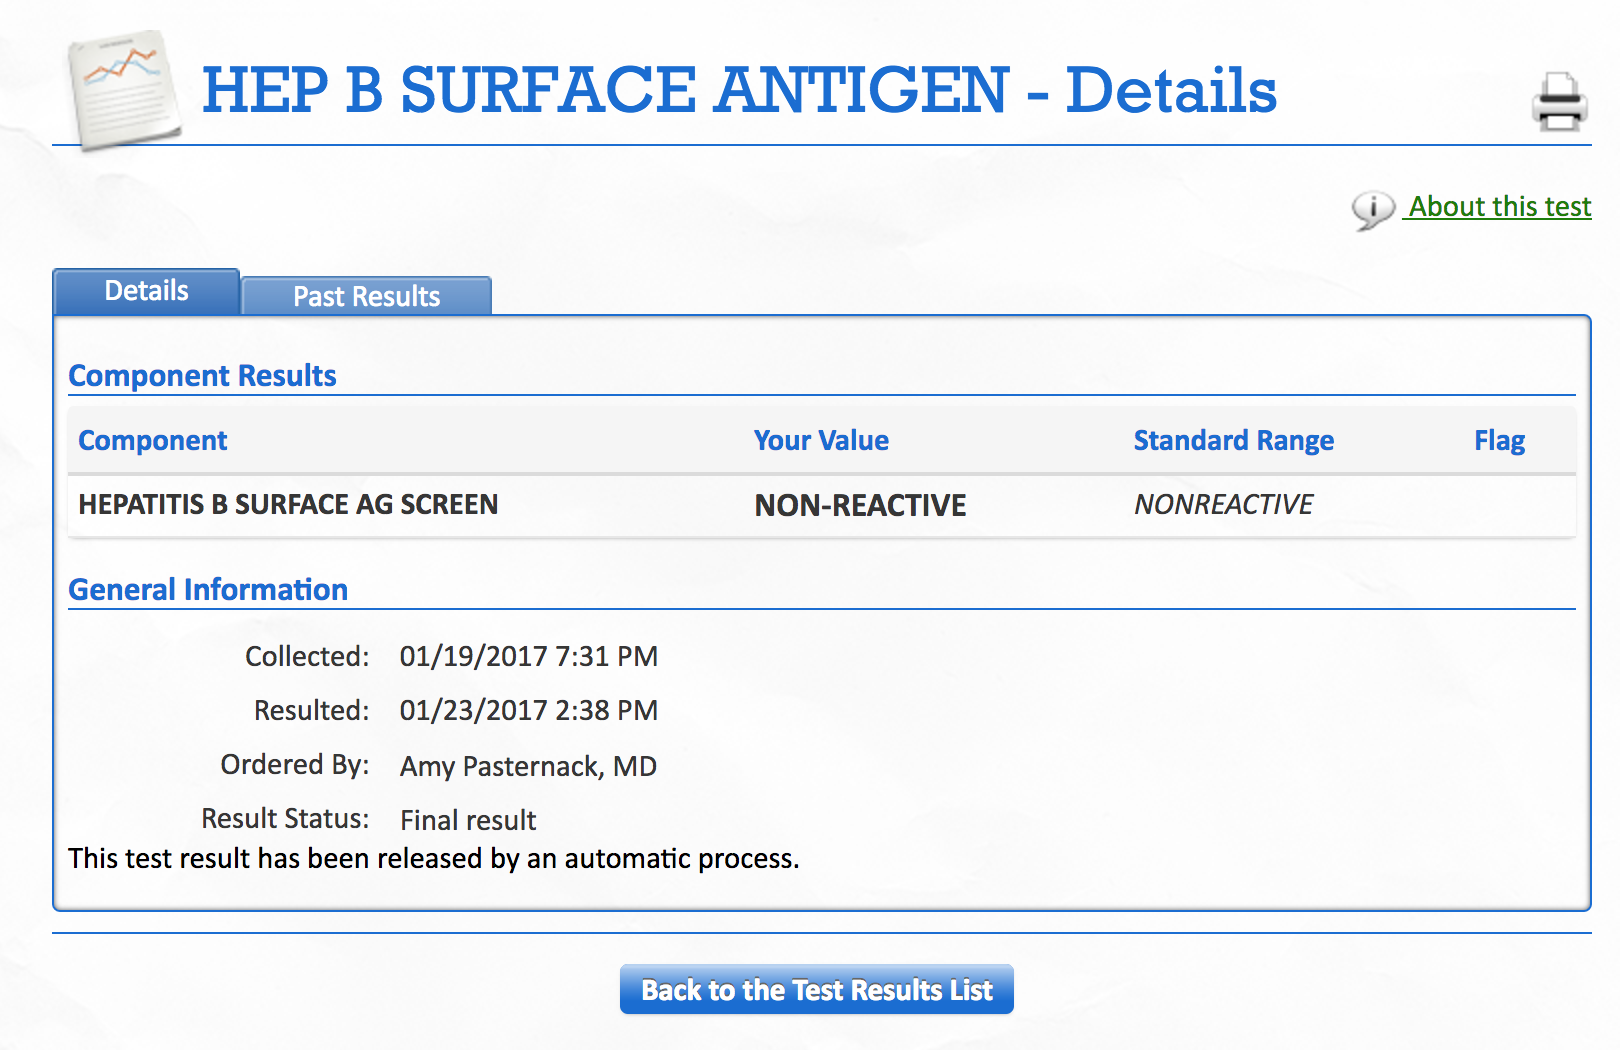 HEP B SURFACE ANTIGEN - Details
About this test
Details Past Results
Component Results
Component Your Value Standard Range Flag
HEPATITIS B SURFACE AG SCREEN NON-REACTIVE NONREACTIVE
General Information
Collected: 01/19/2017 7:31 PM
Resulted: 01/23/2017 2:38 PM
Ordered By: Amy Pasternack, MD
Result Status: Final result
This test result has been released by an automatic process.
Back to the Test Results List